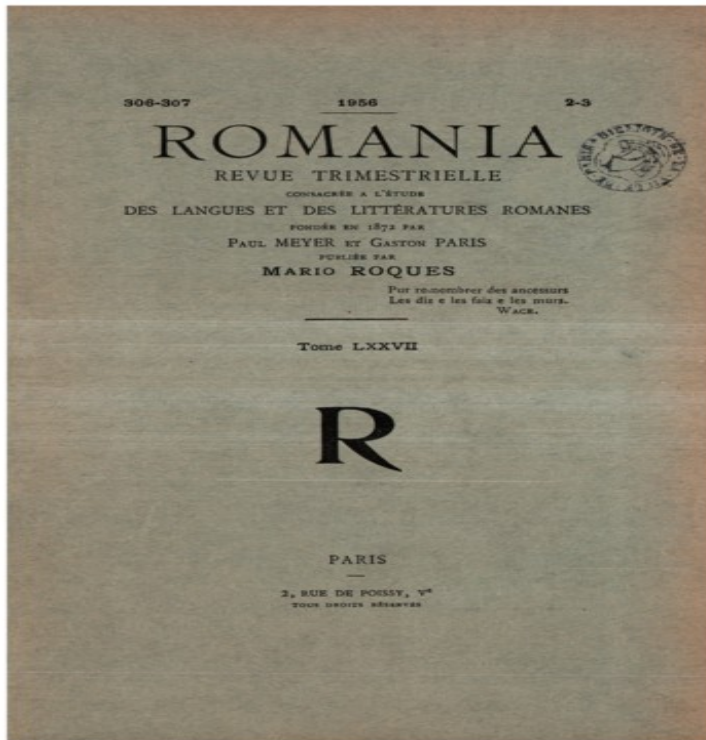 306-307 1956 2-3
ROMANIA
REVUE TRIMESTRIELLE
CONSACRÉE A L'ÉTUDE
DES LANGUES ET DES LITTÉRATURES ROMANES
FONDÉE EN 1872 PAR
PAUL MEYER ET GASTON PARIS
PUBLIÉE PAR
MARIO ROQUES
Pur remembrer des ancessurs
Les diz e les faiz e les murs.
WACE.
Tome LXXVII
R
PARIS
2, RUE DE POISSY, Vᵉ
TOUS DROITS RÉSERVÉS